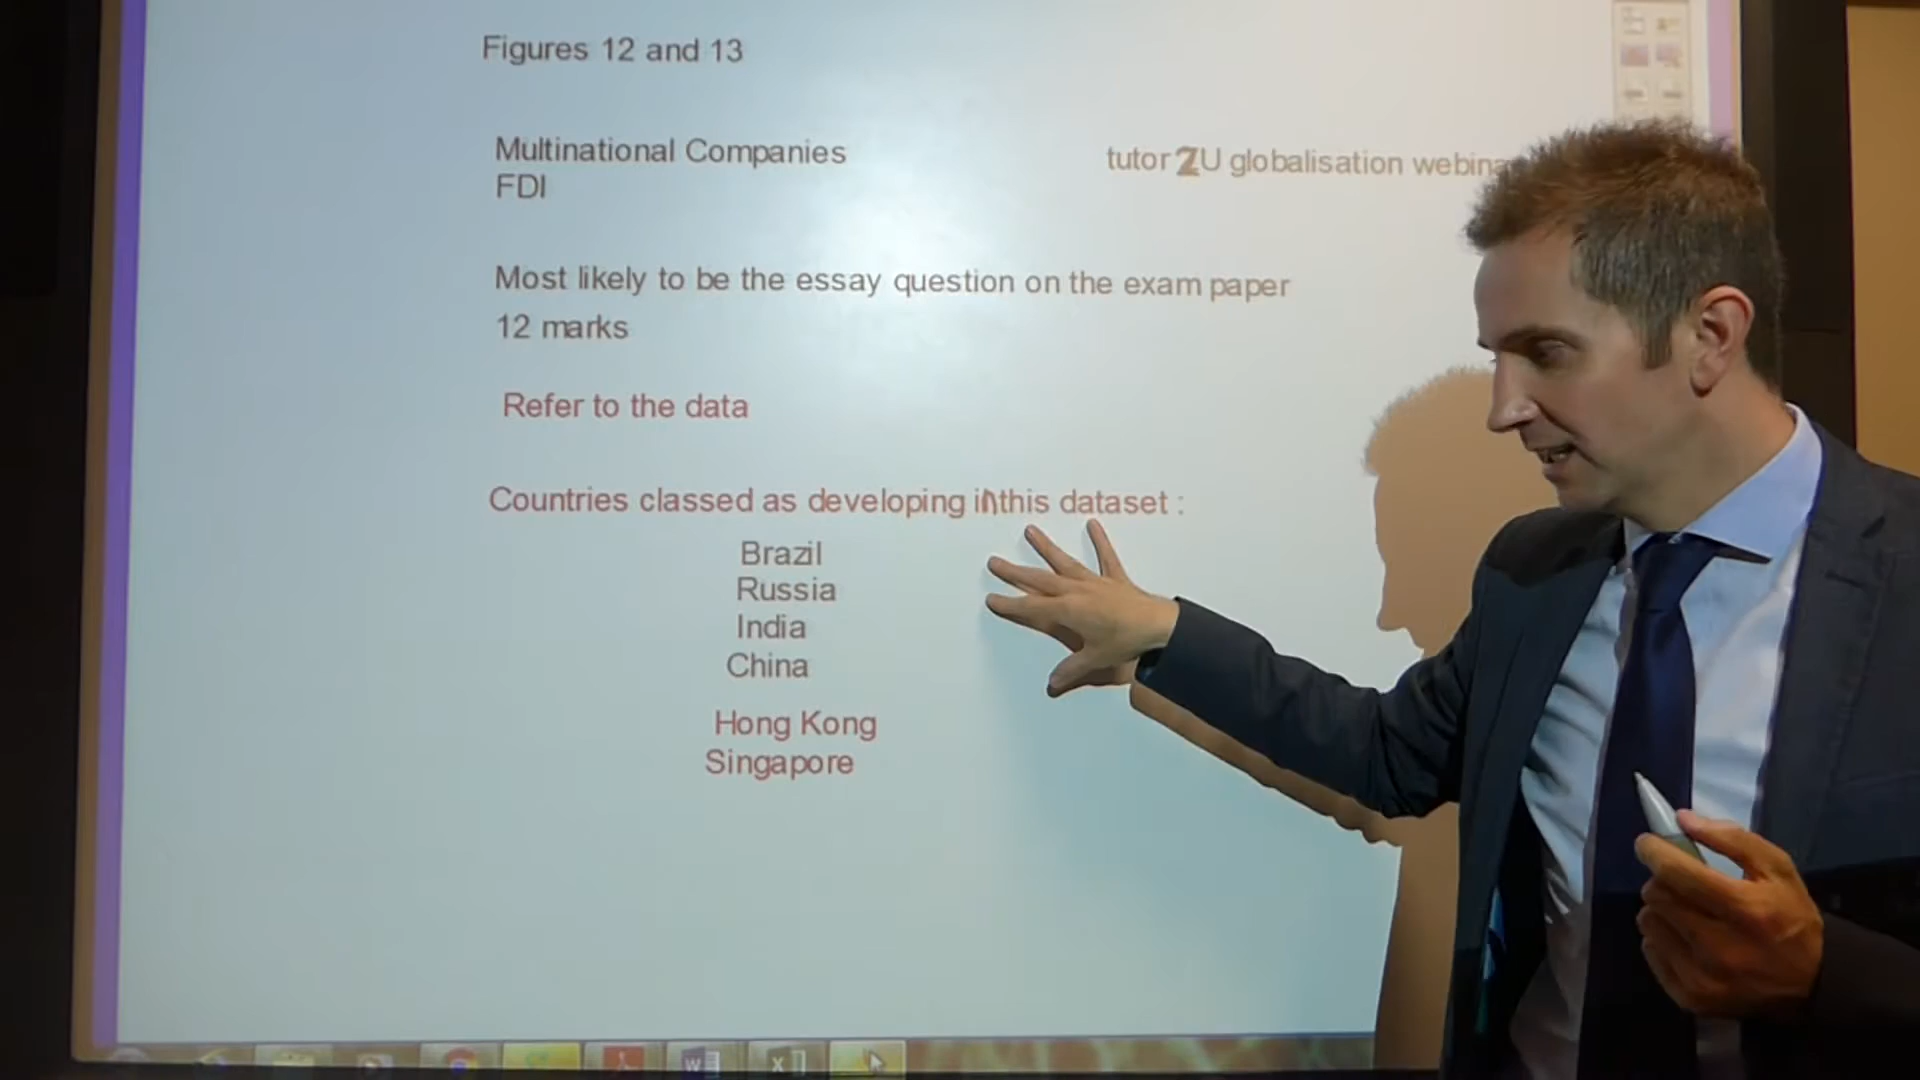 Figures 12 and 13
Multinational Companies
FDI
tutor2U globalisation
Most likely to be the essay question on the exam paper
12 marks
Refer to the data
Countries classed as developing in this dataset :
Brazil
Russia
India
China
Hong Kong
Singapore